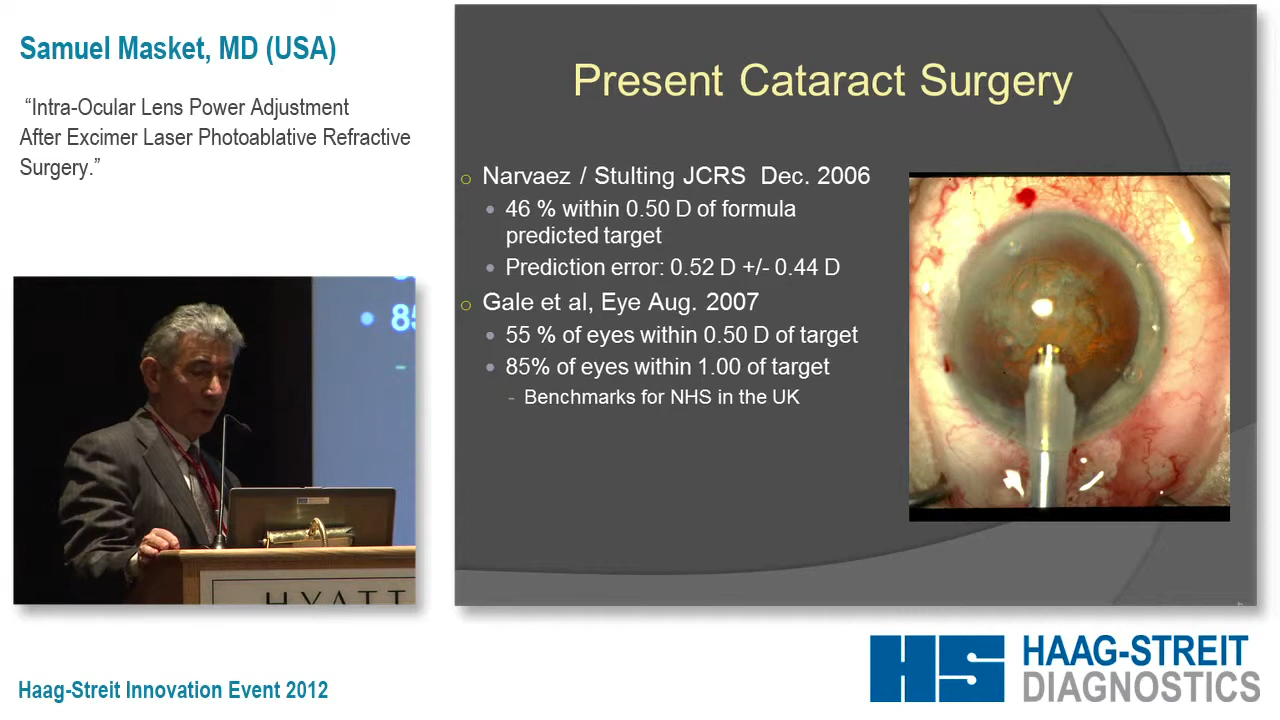 Samuel Masket, MD (USA)
“Intra-Ocular Lens Power Adjustment
After Excimer Laser Photoablative Refractive
Surgery.”
85
HYATT
Haag-Streit Innovation Event 2012
Present Cataract Surgery
Narvaez / Stulting JCRS Dec. 2006
46 % within 0.50 D of formula
predicted target
Prediction error: 0.52 D +/- 0.44 D
Gale et al, Eye Aug. 2007
55 % of eyes within 0.50 D of target
85% of eyes within 1.00 of target
- Benchmarks for NHS in the UK
HS HAAG-STREIT
DIAGNOSTICS